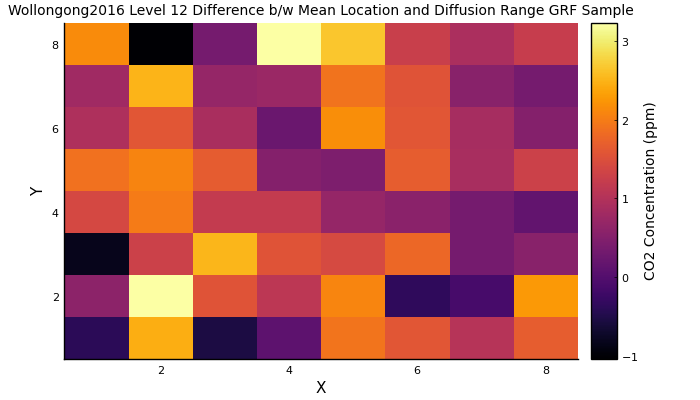 Wollongong2016 Level 12 Difference b/w Mean Location and Diffusion Range GRF Sample
8
6
4
2
Y
2 4 6 8
X
3
2
1
0
−1
CO2 Concentration (ppm)